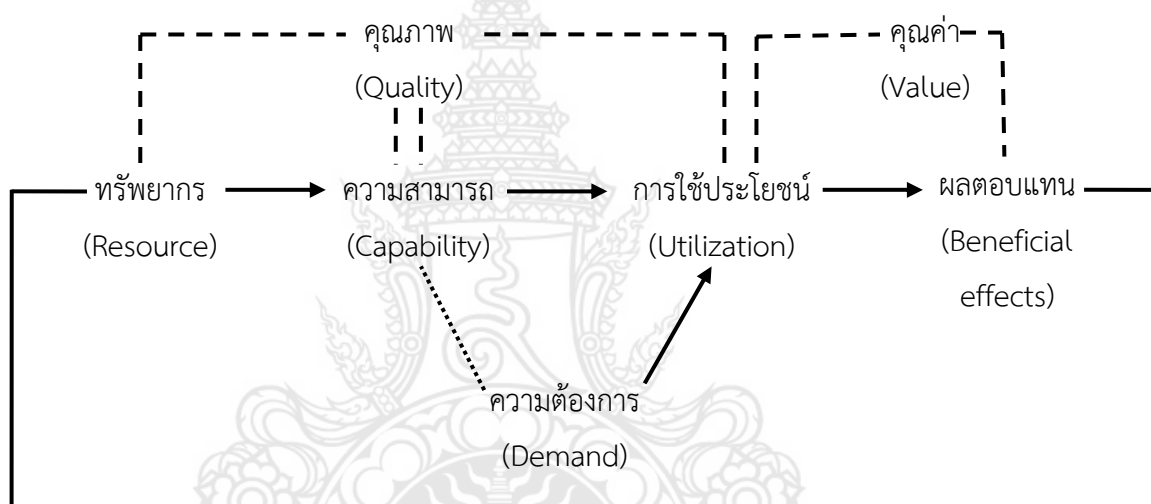 คุณภาพ
(Quality)
คุณค่า
(Value)
ทรัพยากร
(Resource)
ความสามารถ
(Capability)
การใช้ประโยชน์
(Utilization)
ผลตอบแทน
(Beneficial
effects)
ความต้องการ
(Demand)